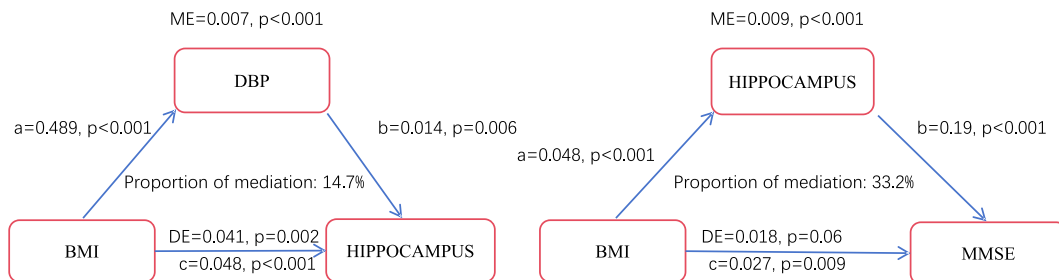 ME=0.007, p<0.001
DBP
a=0.489, p<0.001
b=0.014, p=0.006
Proportion of mediation: 14.7%
BMI
DE=0.041, p=0.002
c=0.048, p<0.001
HIPPOCAMPUS
ME=0.009, p<0.001
HIPPOCAMPUS
a=0.048, p<0.001
b=0.19, p<0.001
Proportion of mediation: 33.2%
BMI
DE=0.018, p=0.06
c=0.027, p=0.009
MMSE